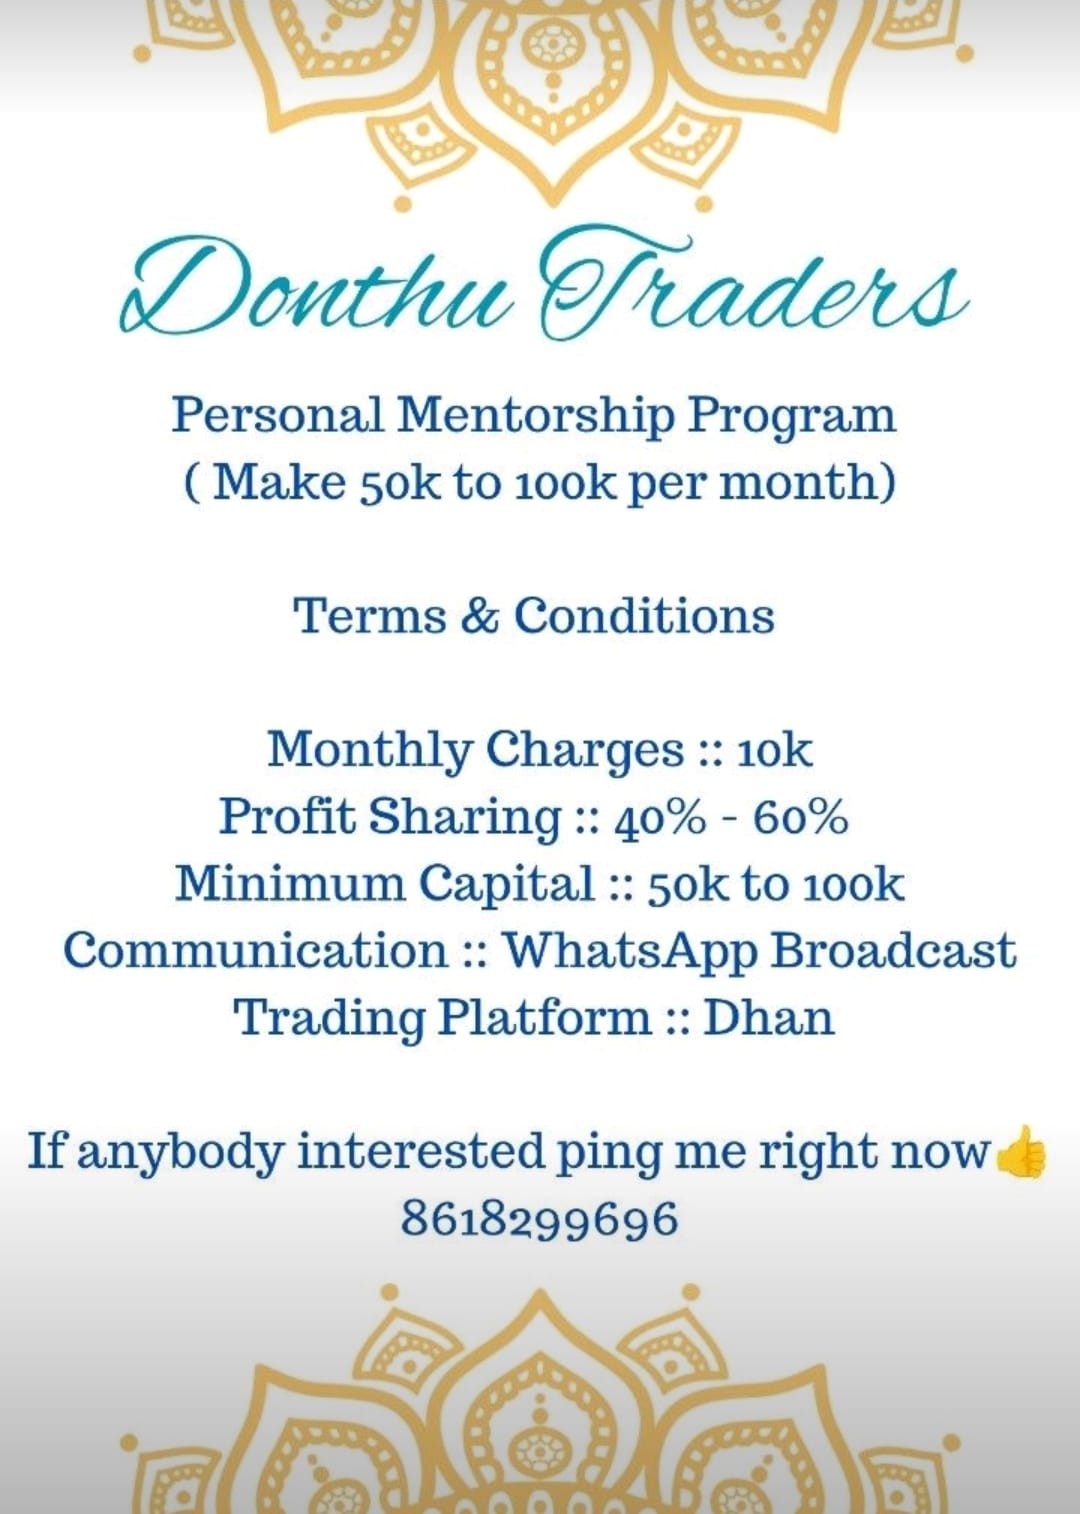 Donthu Traders
Personal Mentorship Program
( Make 50k to 100k per month)
Terms & Conditions
Monthly Charges :: 10k
Profit Sharing :: 40% - 60%
Minimum Capital :: 50k to 100k
Communication :: WhatsApp Broadcast
Trading Platform :: Dhan
If anybody interested ping me right now👍
8618299696